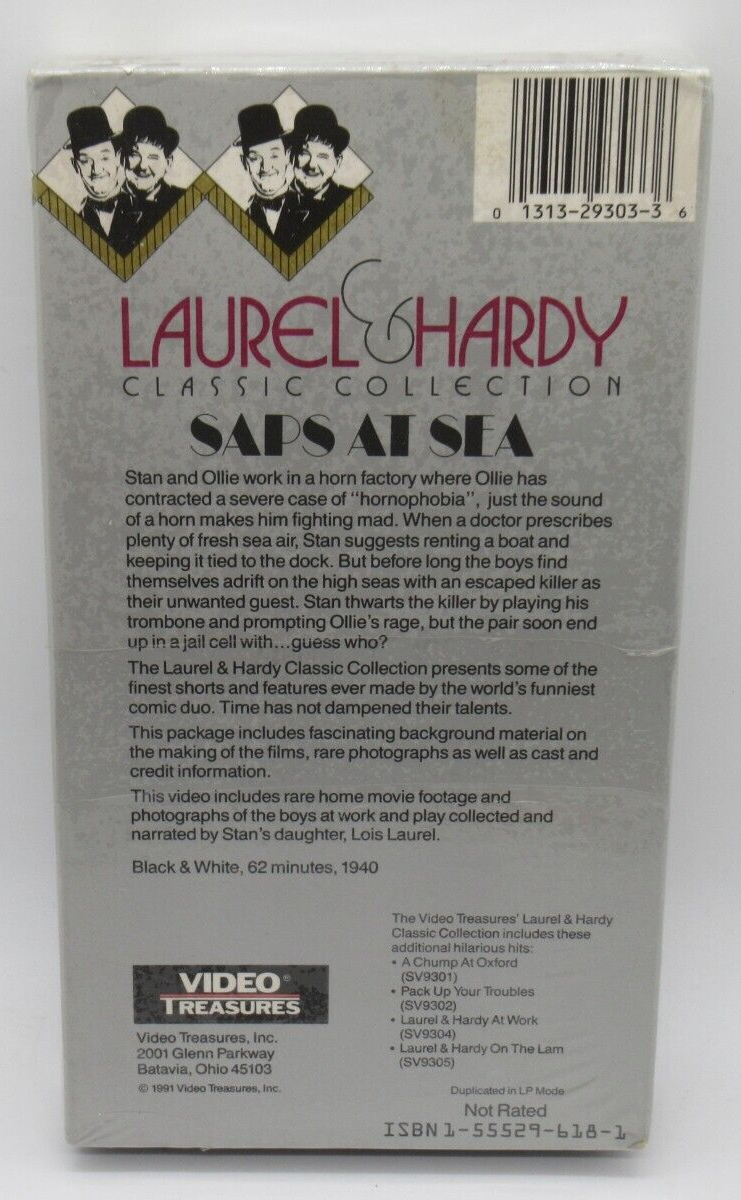 0 1313-29303-3 6
LAUREL & HARDY
CLASSIC COLLECTION
SAPS AT SEA
Stan and Ollie work in a horn factory where Ollie has
contracted a severe case of "hornophobia", just the sound
of a horn makes him fighting mad. When a doctor prescribes
plenty of fresh sea air, Stan suggests renting a boat and
keeping it tied to the dock. But before long the boys find
themselves adrift on the high seas with an escaped killer as
their unwanted guest. Stan thwarts the killer by playing his
trombone and prompting Ollie's rage, but the pair soon end
up in a jail cell with...guess who?
The Laurel & Hardy Classic Collection presents some of the
finest shorts and features ever made by the world's funniest
comic duo. Time has not dampened their talents.
This package includes fascinating background material on
the making of the films, rare photographs as well as cast and
credit information.
This video includes rare home movie footage and
photographs of the boys at work and play collected and
narrated by Stan's daughter, Lois Laurel.
Black & White, 62 minutes, 1940
The Video Treasures' Laurel & Hardy
Classic Collection includes these
additional hilarious hits:
• A Chump At Oxford
(SV9301)
• Pack Up Your Troubles
(SV9302)
• Laurel & Hardy At Work
(SV9304)
• Laurel & Hardy On The Lam
(SV9305)
VIDEO®
TREASURES
Video Treasures, Inc.
2001 Glenn Parkway
Batavia, Ohio 45103
© 1991 Video Treasures, Inc.
Duplicated in LP Mode
Not Rated
ISBN 1-55529-618-1